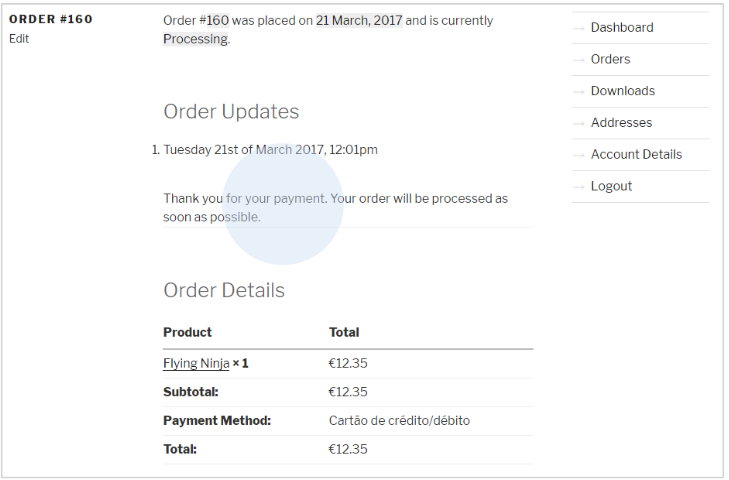 ORDER #160
Edit
Order #160 was placed on 21 March, 2017 and is currently
Processing.
Order Updates
1. Tuesday 21st of March 2017, 12:01pm
Thank you for your payment. Your order will be processed as
soon as possible.
Order Details
Product Total
Flying Ninja × 1 €12.35
Subtotal: €12.35
Payment Method: Cartão de crédito/débito
Total: €12.35
→ Dashboard
→ Orders
→ Downloads
→ Addresses
→ Account Details
→ Logout